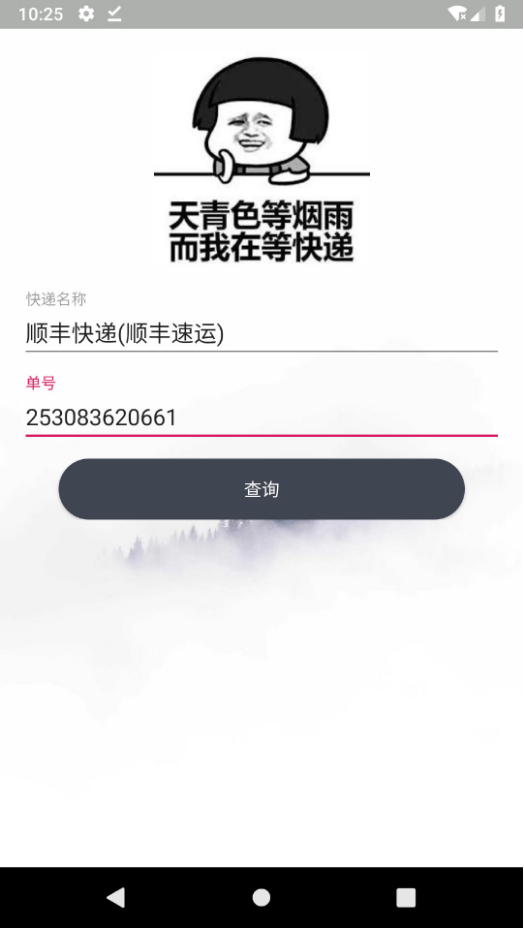 10:25
天青色等烟雨
而我在等快递
快递名称
顺丰快递(顺丰速运)
单号
253083620661
查询